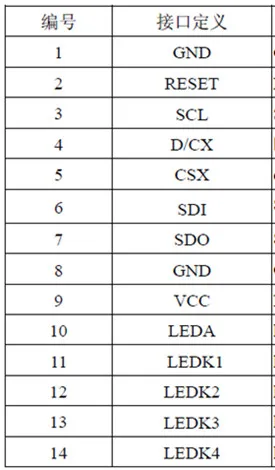 编号 接口定义
1 GND
2 RESET
3 SCL
4 D/CX
5 CSX
6 SDI
7 SDO
8 GND
9 VCC
10 LEDA
11 LEDK1
12 LEDK2
13 LEDK3
14 LEDK4